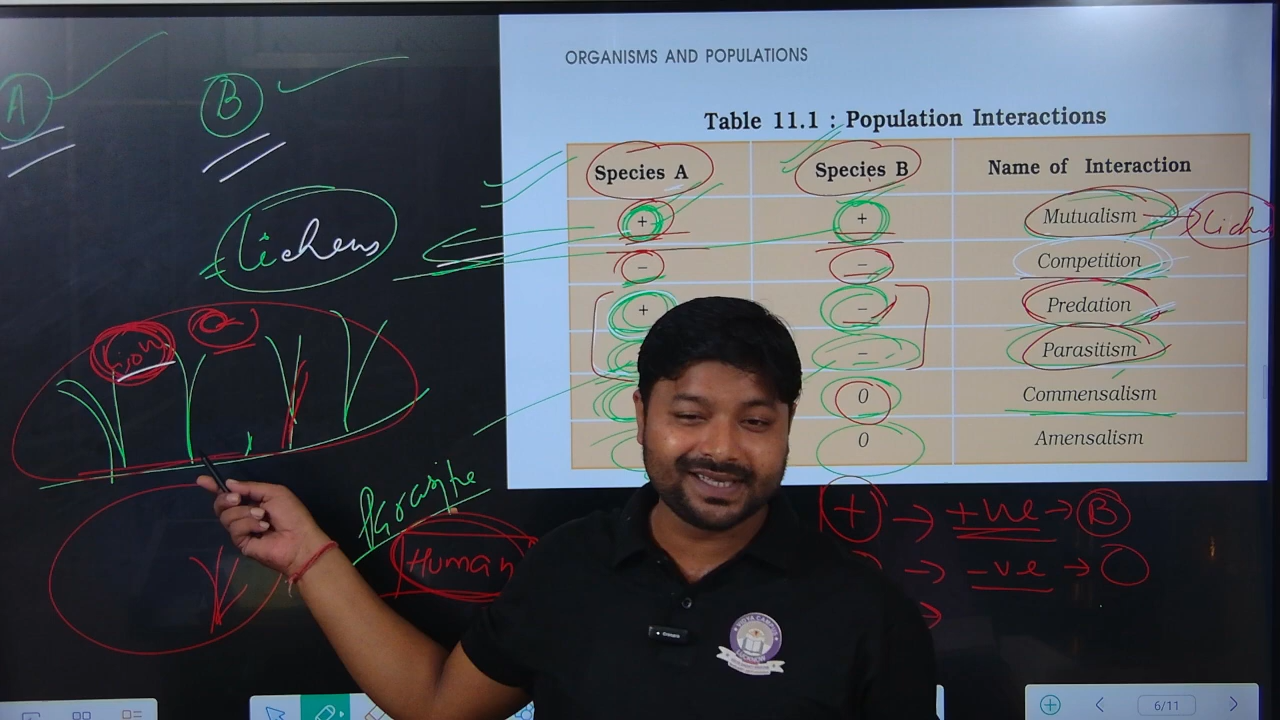 A B
ORGANISMS AND POPULATIONS
Table 11.1 : Population Interactions
Species A Species B Name of Interaction
+ + Mutualism
– – Competition
+ – Predation
– Parasitism
0 Commensalism
0 Amensalism
Lichens
Lion
Parasite
Human
+ → +ve → B
→ -ve → O
→
6/11